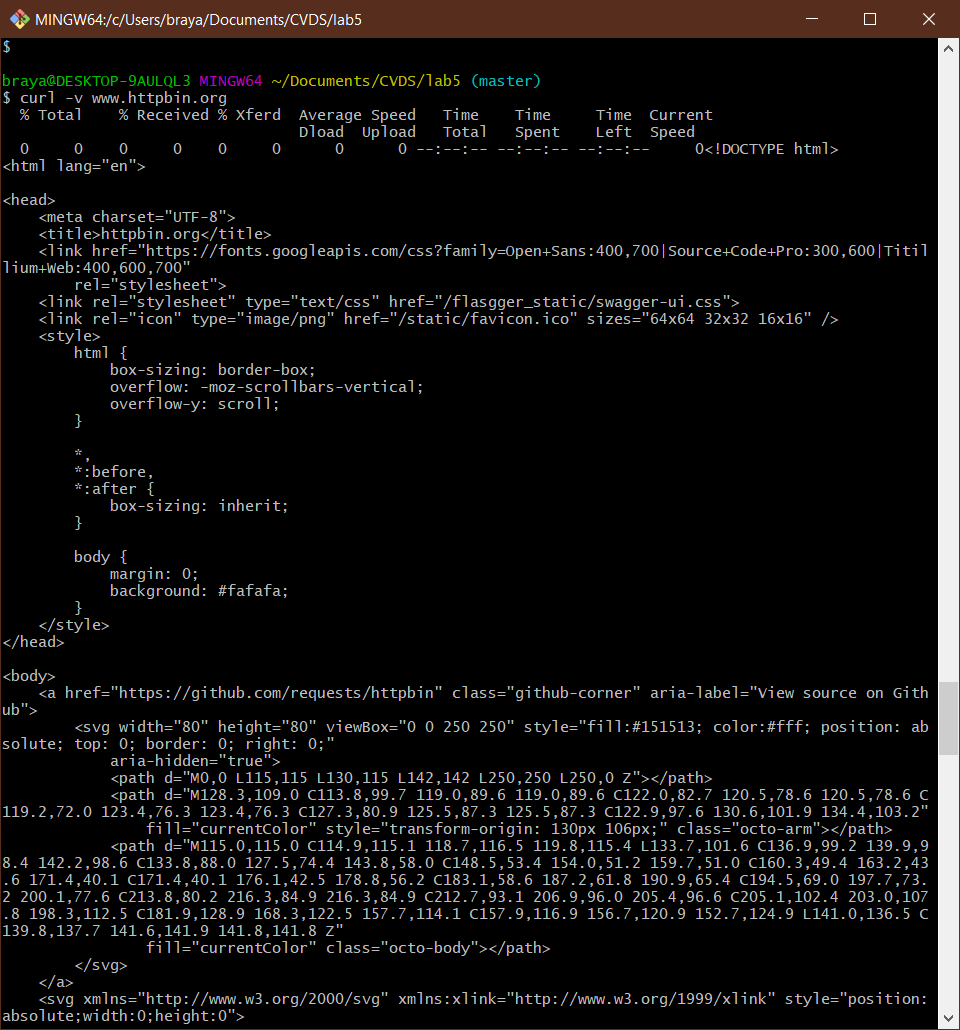 MINGW64:/c/Users/braya/Documents/CVDS/lab5
$
braya@DESKTOP-9AULQL3 MINGW64 ~/Documents/CVDS/lab5 (master)
$ curl -v www.httpbin.org
  % Total    % Received % Xferd  Average Speed   Time    Time     Time  Current
                                 Dload  Upload   Total   Spent    Left  Speed
  0     0    0     0    0     0      0      0 --:--:-- --:--:-- --:--:--     0<!DOCTYPE html>
<html lang="en">

<head>
    <meta charset="UTF-8">
    <title>httpbin.org</title>
    <link href="https://fonts.googleapis.com/css?family=Open+Sans:400,700|Source+Code+Pro:300,600|Titil
lium+Web:400,600,700"
        rel="stylesheet">
    <link rel="stylesheet" type="text/css" href="/flasgger_static/swagger-ui.css">
    <link rel="icon" type="image/png" href="/static/favicon.ico" sizes="64x64 32x32 16x16" />
    <style>
        html {
            box-sizing: border-box;
            overflow: -moz-scrollbars-vertical;
            overflow-y: scroll;
        }

        *,
        *:before,
        *:after {
            box-sizing: inherit;
        }

        body {
            margin: 0;
            background: #fafafa;
        }
    </style>
</head>

<body>
    <a href="https://github.com/requests/httpbin" class="github-corner" aria-label="View source on Gith
ub">
        <svg width="80" height="80" viewBox="0 0 250 250" style="fill:#151513; color:#fff; position: ab
solute; top: 0; border: 0; right: 0;"
            aria-hidden="true">
            <path d="M0,0 L115,115 L130,115 L142,142 L250,250 L250,0 Z"></path>
            <path d="M128.3,109.0 C113.8,99.7 119.0,89.6 119.0,89.6 C122.0,82.7 120.5,78.6 120.5,78.6 C
119.2,72.0 123.4,76.3 123.4,76.3 C127.3,80.9 125.5,87.3 125.5,87.3 C122.9,97.6 130.6,101.9 134.4,103.2"
                fill="currentColor" style="transform-origin: 130px 106px;" class="octo-arm"></path>
            <path d="M115.0,115.0 C114.9,115.1 118.7,116.5 119.8,115.4 L133.7,101.6 C136.9,99.2 139.9,9
8.4 142.2,98.6 C133.8,88.0 127.5,74.4 143.8,58.0 C148.5,53.4 154.0,51.2 159.7,51.0 C160.3,49.4 163.2,43
.6 171.4,40.1 C171.4,40.1 176.1,42.5 178.8,56.2 C183.1,58.6 187.2,61.8 190.9,65.4 C194.5,69.0 197.7,73.
2 200.1,77.6 C213.8,80.2 216.3,84.9 216.3,84.9 C212.7,93.1 206.9,96.0 205.4,96.6 C205.1,102.4 203.0,107
.8 198.3,112.5 C181.9,128.9 168.3,122.5 157.7,114.1 C157.9,116.9 156.7,120.9 152.7,124.9 L141.0,136.5 C
139.8,137.7 141.6,141.9 141.8,141.8 Z"
                fill="currentColor" class="octo-body"></path>
        </svg>
    </a>
    <svg xmlns="http://www.w3.org/2000/svg" xmlns:xlink="http://www.w3.org/1999/xlink" style="position:
absolute;width:0;height:0">